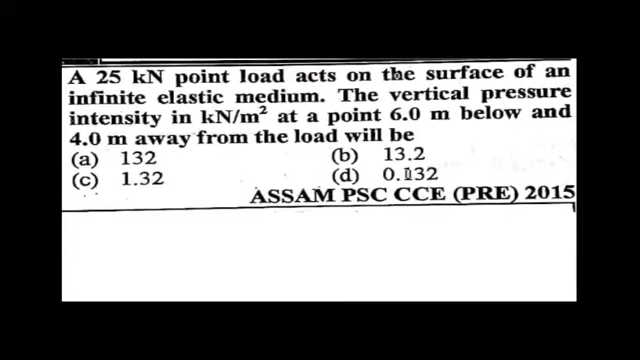 A 25 kN point load acts on the surface of an
infinite elastic medium. The vertical pressure
intensity in kN/m² at a point 6.0 m below and
4.0 m away from the load will be
(a) 132 (b) 13.2
(c) 1.32 (d) 0.132
ASSAM PSC CCE (PRE) 2015